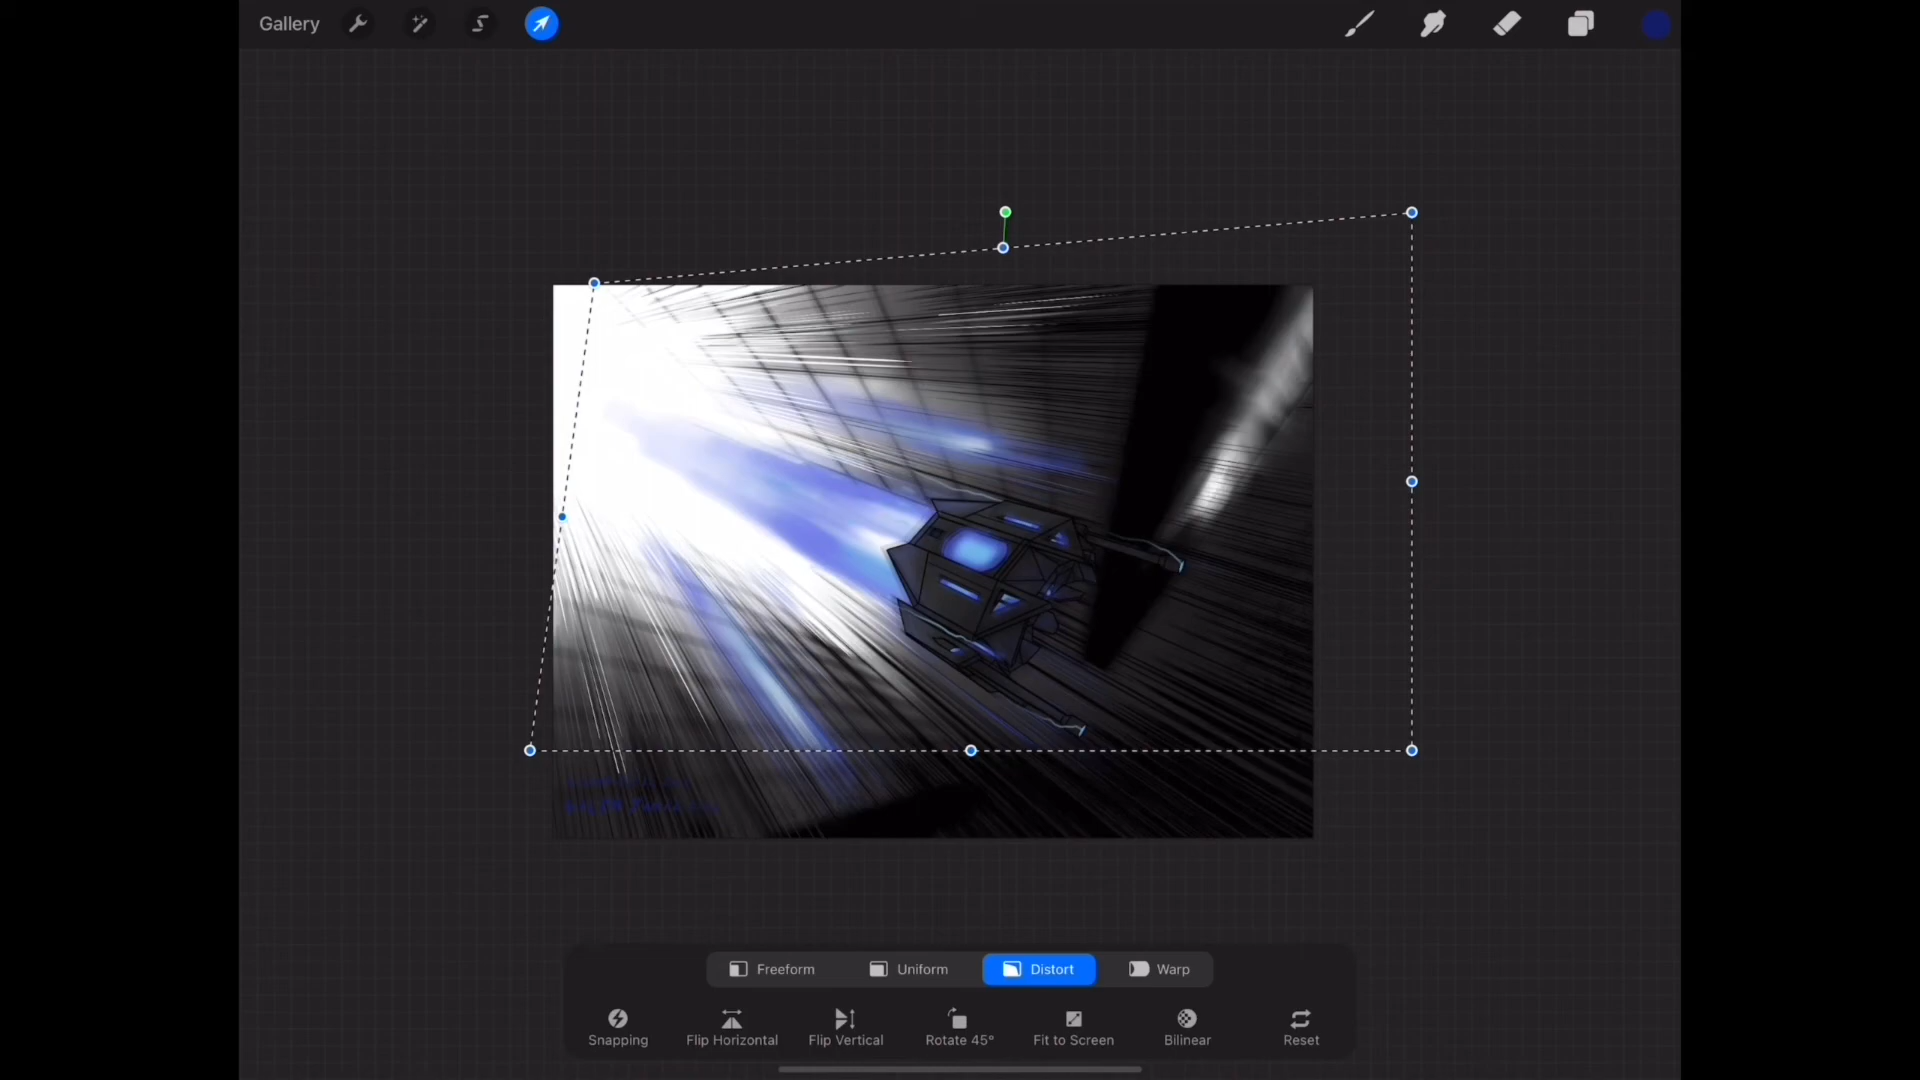 Gallery
Freeform Uniform Distort Warp
Snapping Flip Horizontal Flip Vertical Rotate 45° Fit to Screen Bilinear Reset